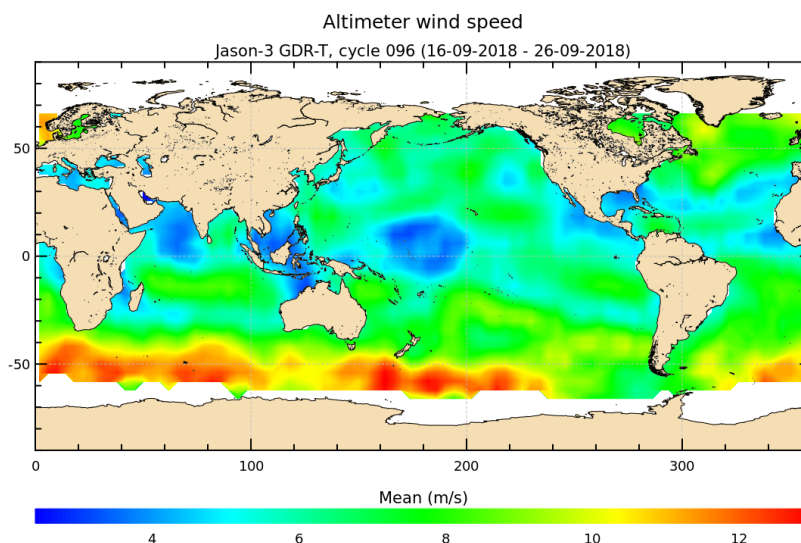 Altimeter wind speed
Jason-3 GDR-T, cycle 096 (16-09-2018 - 26-09-2018)
50
0
-50
0 100 200 300
Mean (m/s)
4 6 8 10 12